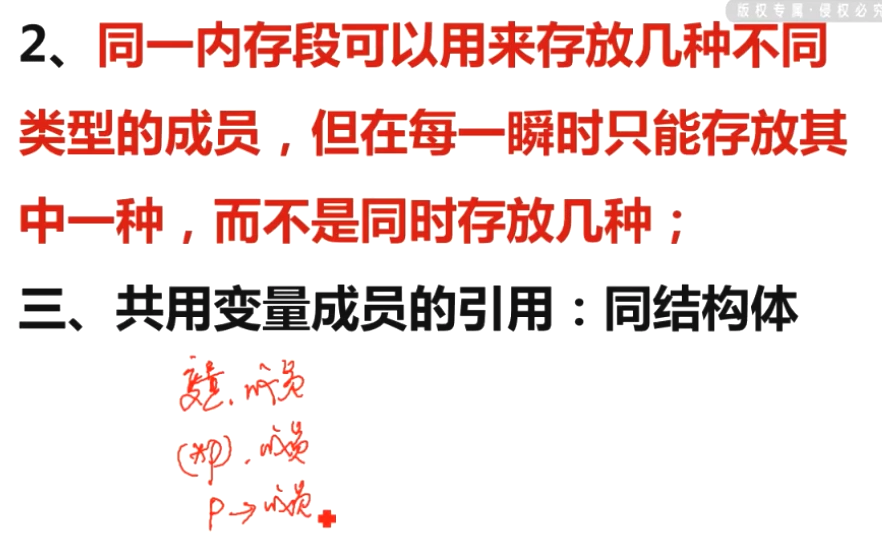 版权专属·侵权必究
2、同一内存段可以用来存放几种不同
类型的成员，但在每一瞬时只能存放其
中一种，而不是同时存放几种；
三、共用变量成员的引用：同结构体
变量.成员
(*p).成员
p→成员